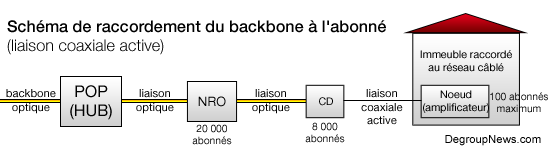 Schéma de raccordement du backbone à l'abonné
(liaison coaxiale active)
Immeuble raccordé
au réseau câblé
backbone
optique
POP
(HUB)
liaison
optique
NRO
20 000
abonnés
liaison
optique
CD
8 000
abonnés
liaison
coaxiale
active
Noeud
(amplificateur)
100 abonnés
maximum
DegroupNews.com